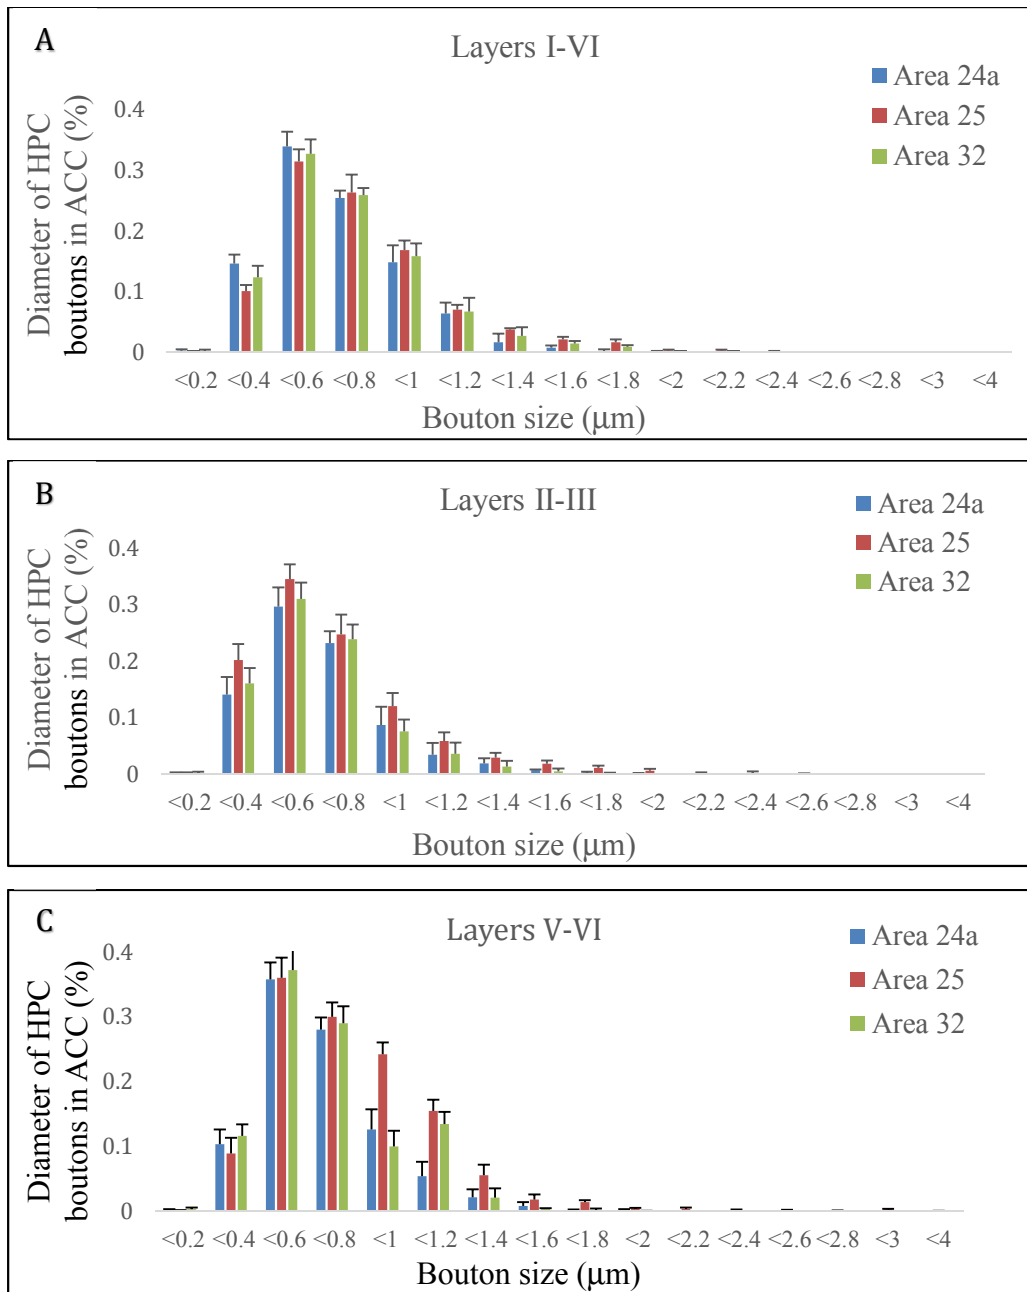 A
Layers I-VI
Area 24a
Area 25
Area 32
Diameter of HPC
boutons in ACC (%)
0.4
0.3
0.2
0.1
0
<0.2 <0.4 <0.6 <0.8 <1 <1.2 <1.4 <1.6 <1.8 <2 <2.2 <2.4 <2.6 <2.8 <3 <4
Bouton size (μm)
B
Layers II-III
Area 24a
Area 25
Area 32
Diameter of HPC
boutons in ACC (%)
0.4
0.3
0.2
0.1
0
<0.2 <0.4 <0.6 <0.8 <1 <1.2 <1.4 <1.6 <1.8 <2 <2.2 <2.4 <2.6 <2.8 <3 <4
Bouton size (μm)
C
Layers V-VI
Area 24a
Area 25
Area 32
Diameter of HPC
boutons in ACC (%)
0.4
0.3
0.2
0.1
0
<0.2 <0.4 <0.6 <0.8 <1 <1.2 <1.4 <1.6 <1.8 <2 <2.2 <2.4 <2.6 <2.8 <3 <4
Bouton size (μm)